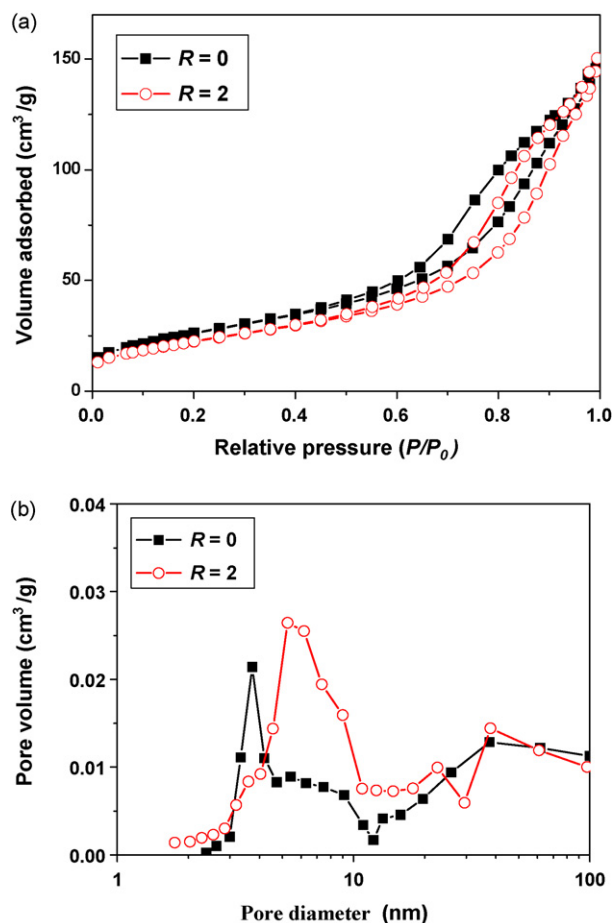 (a)
Volume adsorbed (cm³/g)
150
100
50
0
R = 0
R = 2
0.0 0.2 0.4 0.6 0.8 1.0
Relative pressure (P/P₀)
(b)
Pore volume (cm³/g)
0.04
0.03
0.02
0.01
0.00
R = 0
R = 2
1 10 100
Pore diameter (nm)